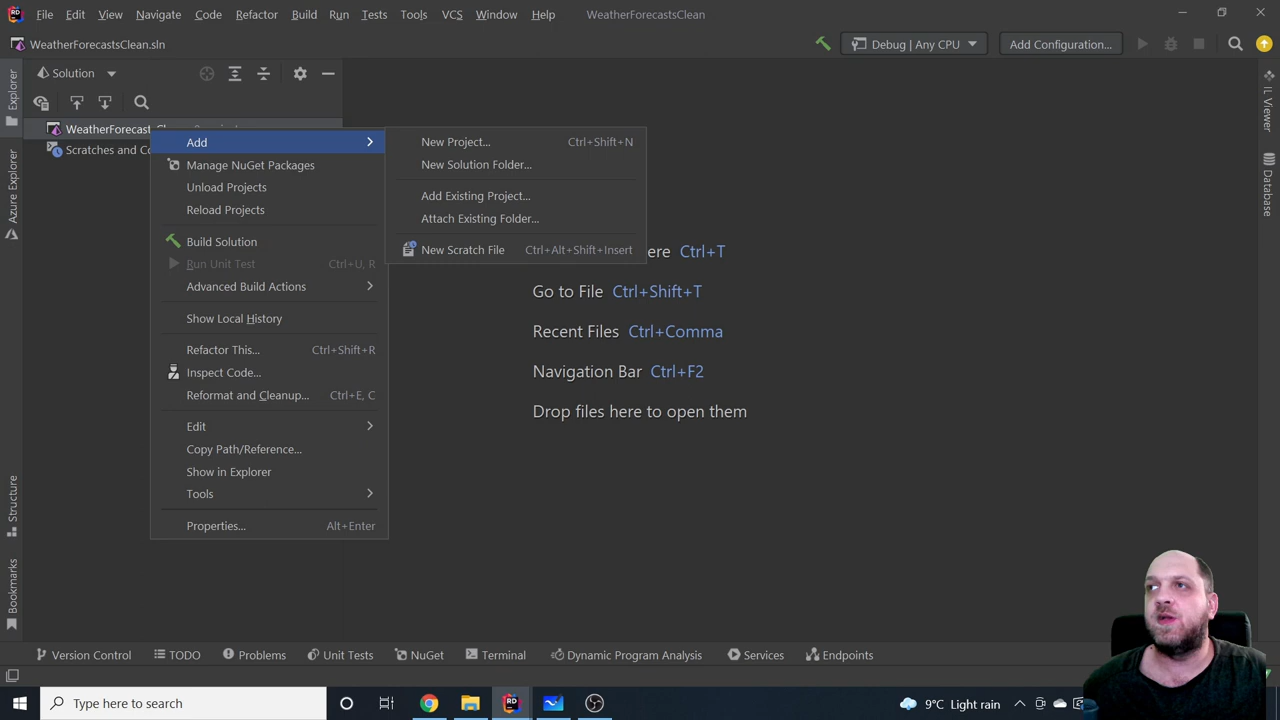 RD File Edit View Navigate Code Refactor Build Run Tests Tools VCS Window Help WeatherForecastsClean
WeatherForecastsClean.sln
Debug | Any CPU
Add Configuration...
Explorer
Azure Explorer
Structure
Bookmarks
Solution
WeatherForecast
Scratches and Co
Add
Manage NuGet Packages
Unload Projects
Reload Projects
Build Solution
Run Unit Test Ctrl+U, R
Advanced Build Actions
Show Local History
Refactor This... Ctrl+Shift+R
Inspect Code...
Reformat and Cleanup... Ctrl+E, C
Edit
Copy Path/Reference...
Show in Explorer
Tools
Properties... Alt+Enter
New Project... Ctrl+Shift+N
New Solution Folder...
Add Existing Project...
Attach Existing Folder...
New Scratch File Ctrl+Alt+Shift+Insert
ere Ctrl+T
Go to File Ctrl+Shift+T
Recent Files Ctrl+Comma
Navigation Bar Ctrl+F2
Drop files here to open them
IL Viewer
Database
Version Control TODO Problems Unit Tests NuGet Terminal Dynamic Program Analysis Services Endpoints
Type here to search
RD
9°C Light rain